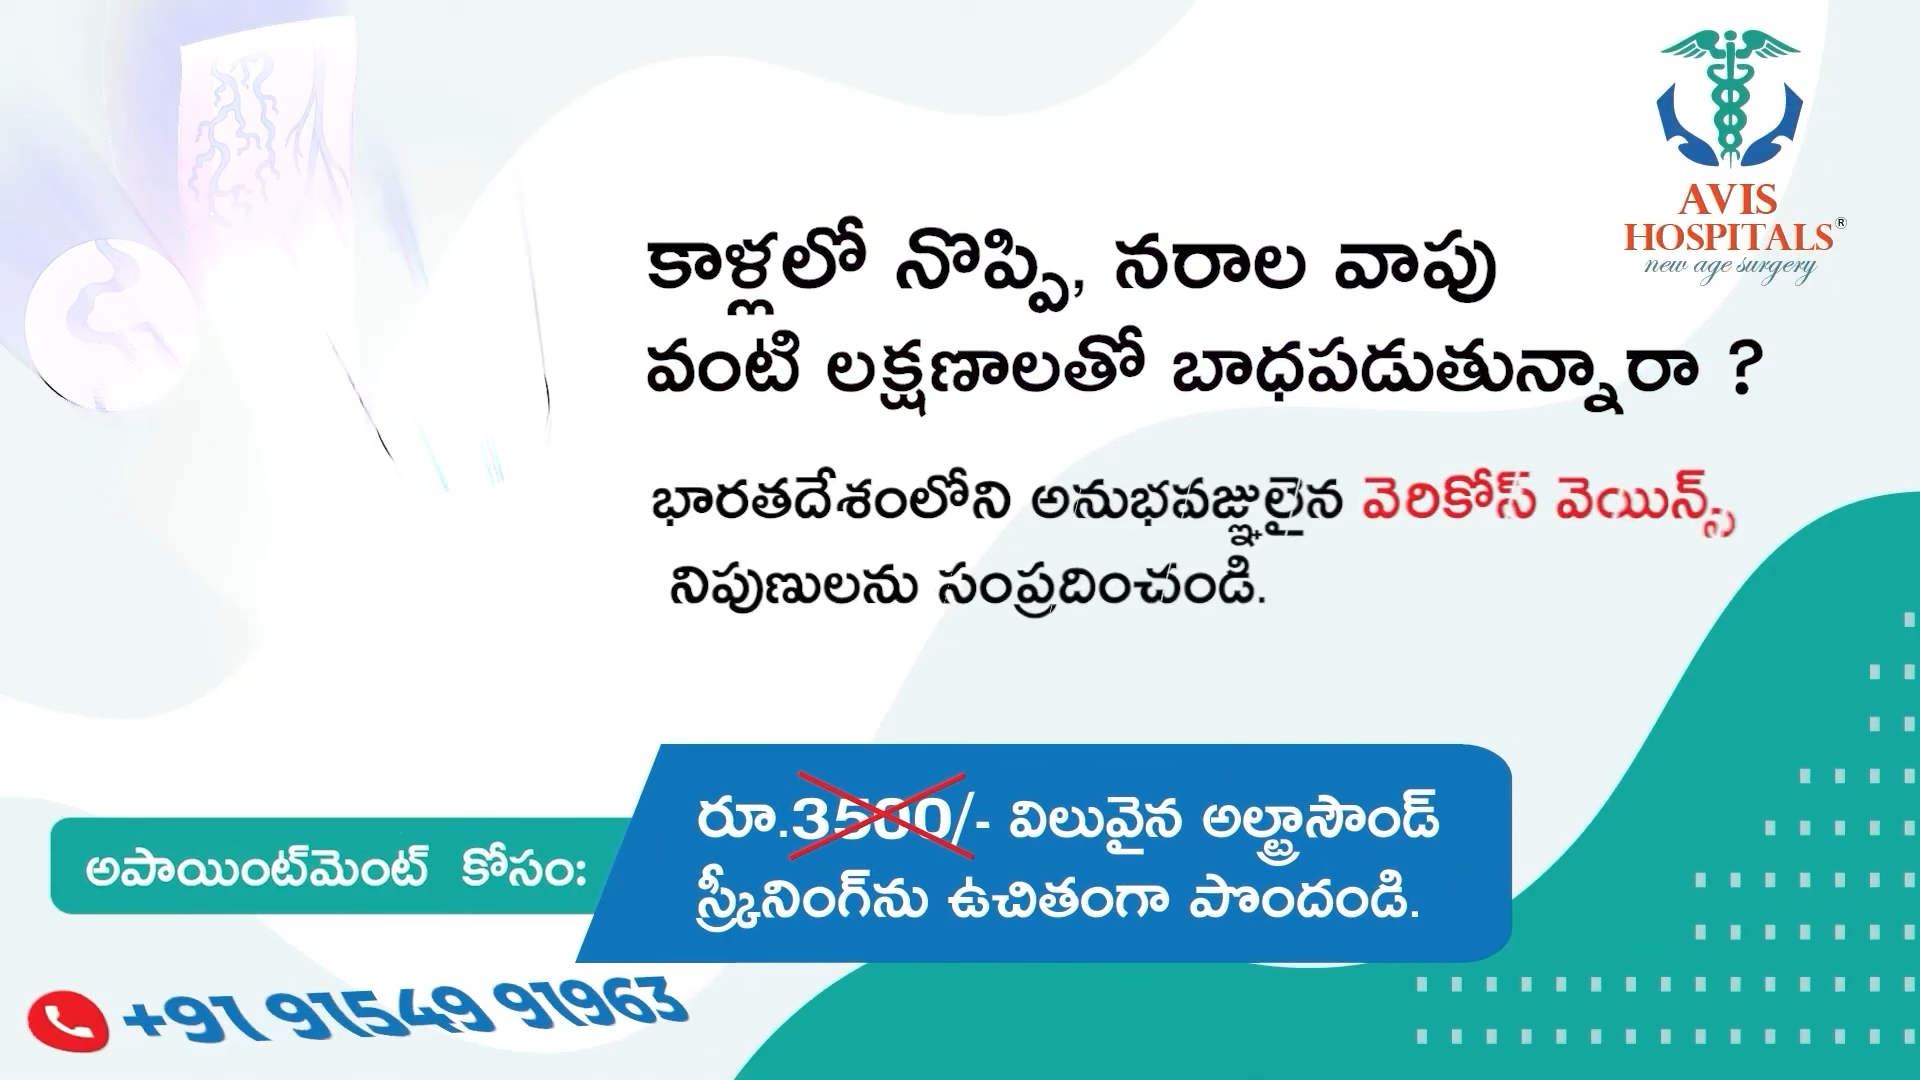 AVIS
HOSPITALS®
new age surgery
కాళ్లలో నొప్పి, నరాల వాపు
వంటి లక్షణాలతో బాధపడుతున్నారా ?
భారతదేశంలోని అనుభవజ్ఞులైన వెరికోస్ వెయిన్స్
నిపుణులను సంప్రదించండి.
రూ.3500/- విలువైన అల్ట్రాసౌండ్
స్క్రీనింగ్‌ను ఉచితంగా పొందండి.
అపాయింట్‌మెంట్ కోసం:
+91 91549 91963